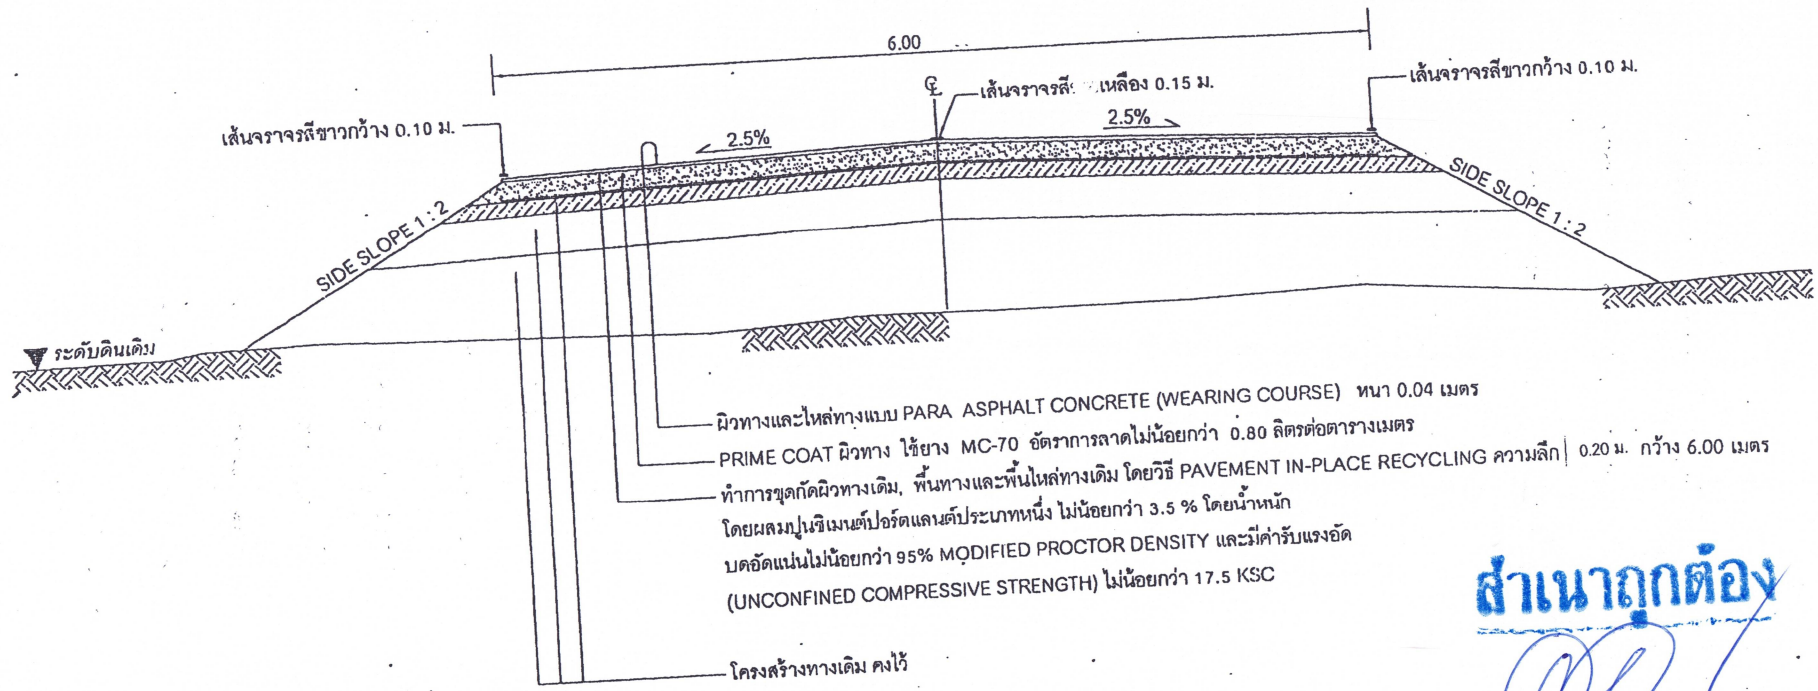 6.00
℄
เส้นจราจรสี เหลือง 0.15 ม.
เส้นจราจรสีขาวกว้าง 0.10 ม.
เส้นจราจรสีขาวกว้าง 0.10 ม.
2.5%
2.5%
SIDE SLOPE 1 : 2
SIDE SLOPE 1 : 2
ระดับดินเดิม
ผิวทางและไหล่ทางแบบ PARA ASPHALT CONCRETE (WEARING COURSE) หนา 0.04 เมตร
PRIME COAT ผิวทาง ใช้ยาง MC-70 อัตราการลาดไม่น้อยกว่า 0.80 ลิตรต่อตารางเมตร
ทำการขุดกัดผิวทางเดิม, พื้นทางและพื้นไหล่ทางเดิม โดยวิธี PAVEMENT IN-PLACE RECYCLING ความลึก 0.20 ม. กว้าง 6.00 เมตร
โดยผสมปูนซิเมนต์ปอร์ตแลนต์ประเภทหนึ่ง ไม่น้อยกว่า 3.5 % โดยน้ำหนัก
บดอัดแน่นไม่น้อยกว่า 95% MODIFIED PROCTOR DENSITY และมีค่ารับแรงอัด
(UNCONFINED COMPRESSIVE STRENGTH) ไม่น้อยกว่า 17.5 KSC
โครงสร้างทางเดิม คงไว้
สำเนาถูกต้อง